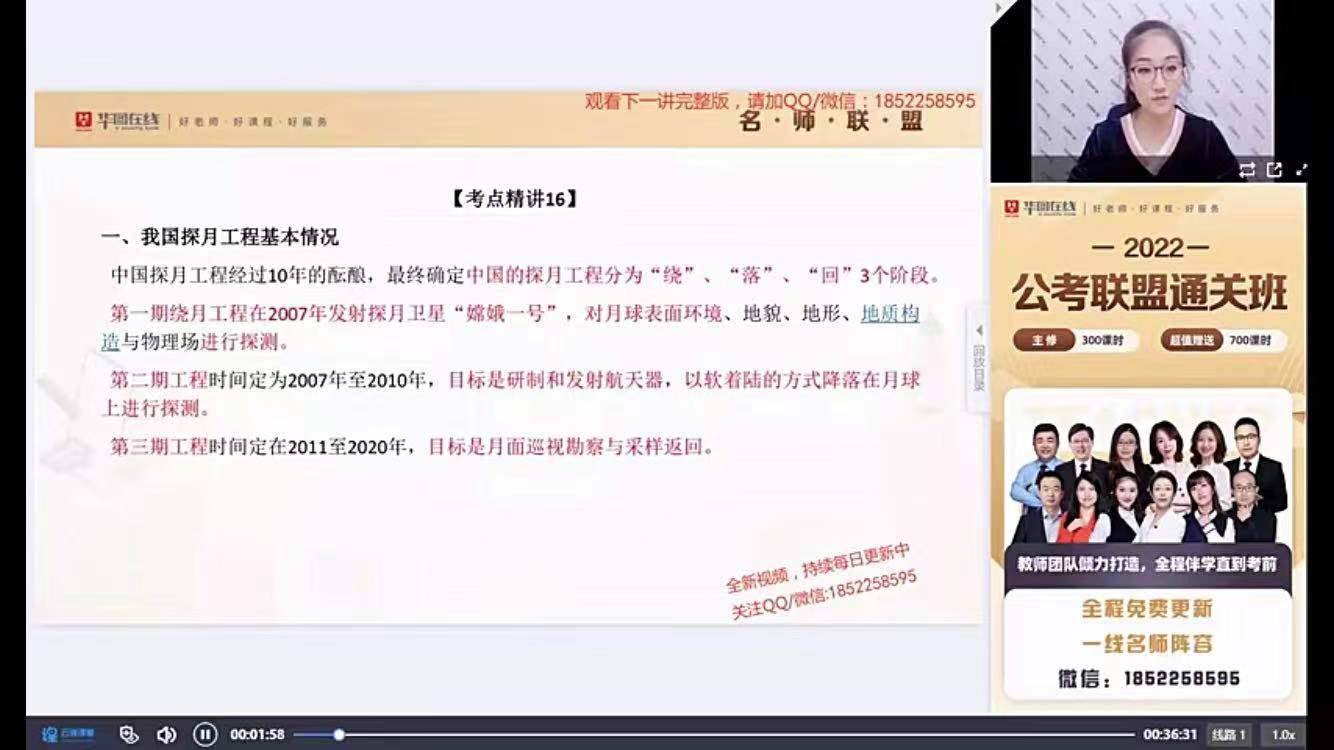 观看下一讲完整版，请加QQ/微信：1852258595
华图在线 | 好老师·好课程·好服务
名·师·联·盟
【考点精讲16】
一、我国探月工程基本情况
中国探月工程经过10年的酝酿，最终确定中国的探月工程分为“绕”、“落”、“回”3个阶段。
第一期绕月工程在2007年发射探月卫星“嫦娥一号”，对月球表面环境、地貌、地形、地质构
造与物理场进行探测。
第二期工程时间定为2007年至2010年，目标是研制和发射航天器，以软着陆的方式降落在月球
上进行探测。
第三期工程时间定在2011至2020年，目标是月面巡视勘察与采样返回。
全新视频，持续每日更新中
关注QQ/微信:1852258595
回放目录
华图在线 | 好老师·好课程·好服务
2022
公考联盟通关班
主修 300课时 超值赠送 700课时
教师团队倾力打造，全程伴学直到考前
全程免费更新
一线名师阵容
微信：1852258595
00:01:58
00:36:31 线路1 1.0x